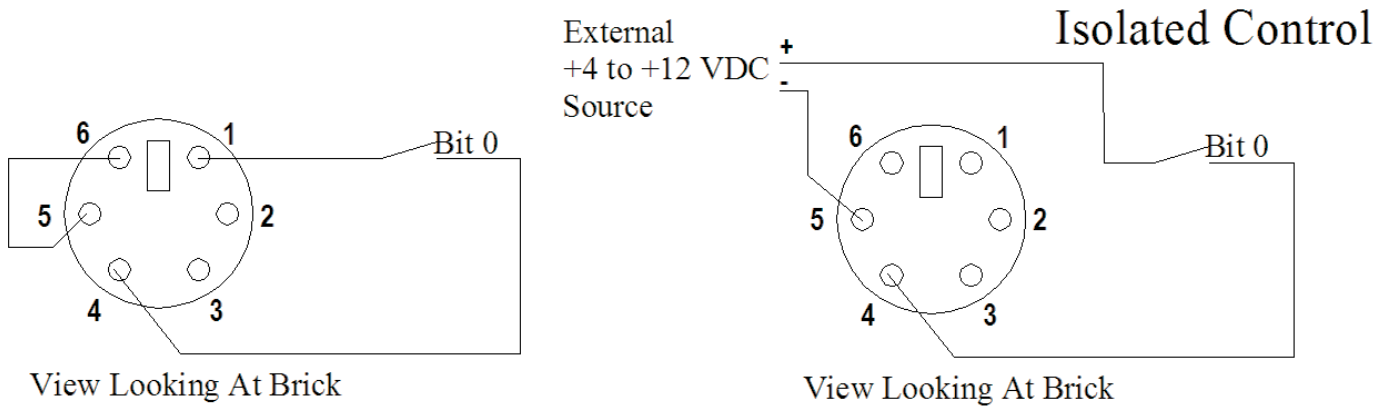 6 1
Bit 0
5 2
4 3
View Looking At Brick
Isolated Control
External
+4 to +12 VDC
Source
+
-
6 1
Bit 0
5 2
4 3
View Looking At Brick